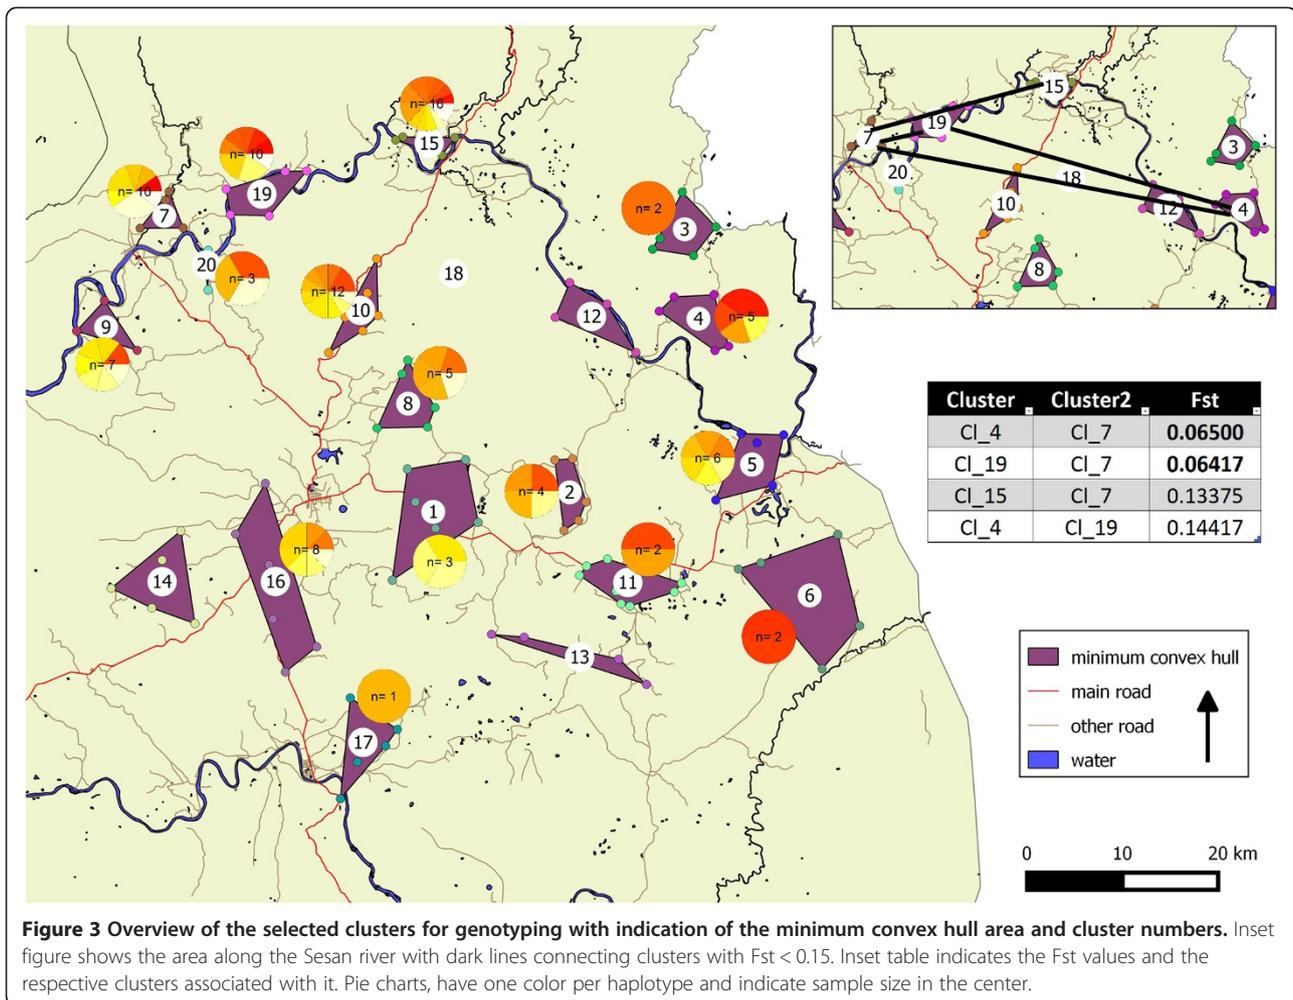 n= 16
15
n= 10
19
n= 10
7
20
n= 3
n= 12
10
18
n= 2
3
12
4
n= 5
9
n= 7
8
n= 5
n= 6
5
n= 4
2
1
n= 3
n= 8
16
14
n= 2
11
6
n= 2
13
n= 1
17
15
19
7
20
18
10
12
3
4
8
Cluster Cluster2 Fst
Cl_4 Cl_7 0.06500
Cl_19 Cl_7 0.06417
Cl_15 Cl_7 0.13375
Cl_4 Cl_19 0.14417
minimum convex hull
main road
other road
water
0 10 20 km
Figure 3 Overview of the selected clusters for genotyping with indication of the minimum convex hull area and cluster numbers. Inset
figure shows the area along the Sesan river with dark lines connecting clusters with Fst < 0.15. Inset table indicates the Fst values and the
respective clusters associated with it. Pie charts, have one color per haplotype and indicate sample size in the center.